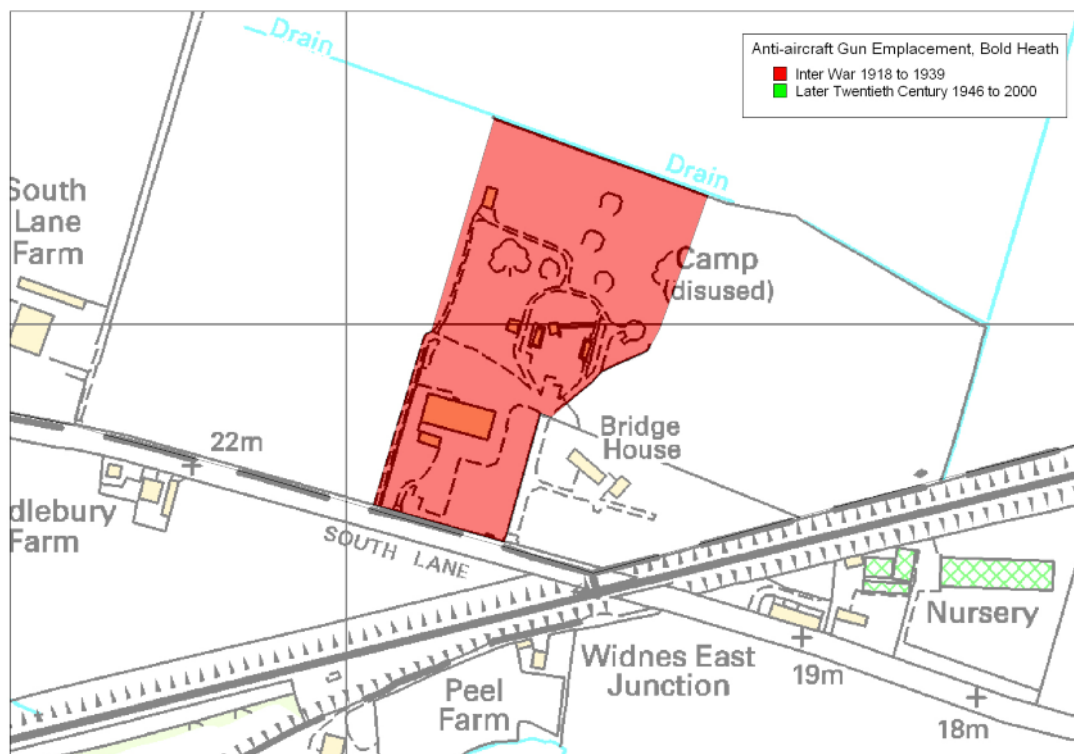 Drain
Anti-aircraft Gun Emplacement, Bold Heath
Inter War 1918 to 1939
Later Twentieth Century 1946 to 2000
Drain
South
Lane
Farm
Camp
(disused)
22m
Bridge
House
dlebury
Farm
SOUTH LANE
Nursery
Widnes East
Junction
19m
Peel
Farm
18m